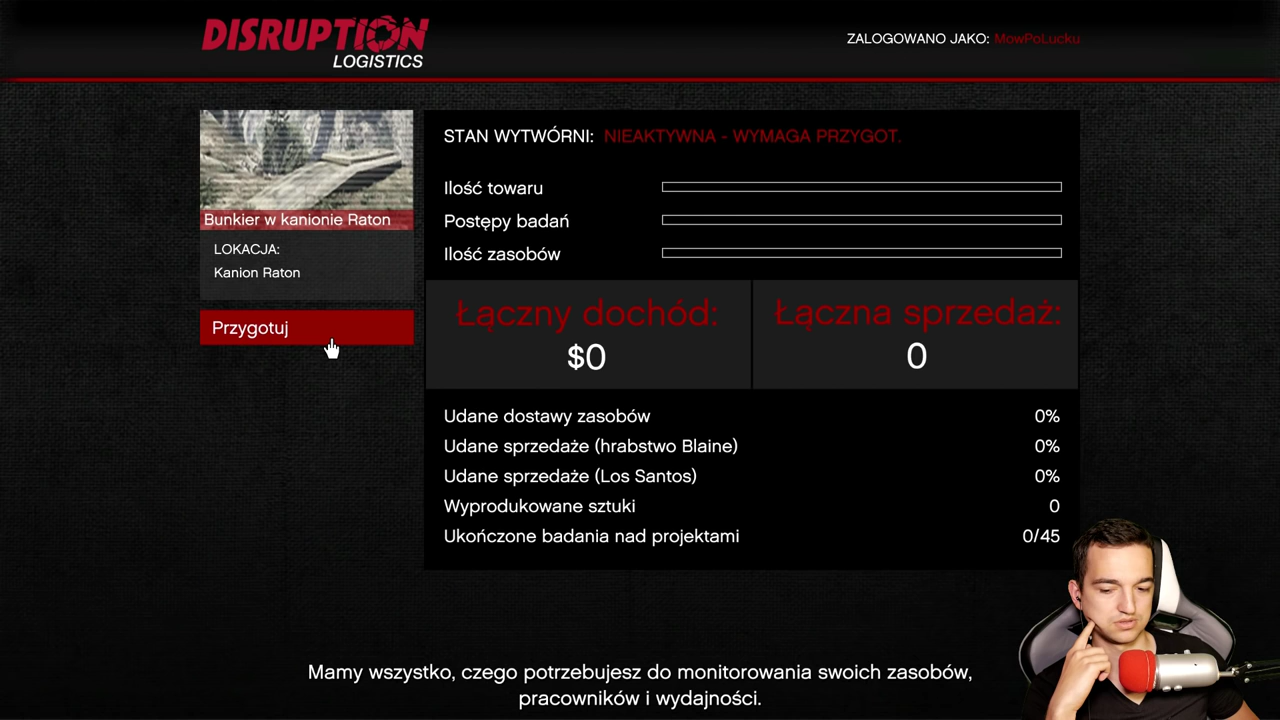 DISRUPTION
LOGISTICS
ZALOGOWANO JAKO: MowPoLucku
Bunkier w kanionie Raton
LOKACJA:
Kanion Raton
Przygotuj
STAN WYTWÓRNI: NIEAKTYWNA - WYMAGA PRZYGOT.
Ilość towaru
Postępy badań
Ilość zasobów
Łączny dochód:
$0
Łączna sprzedaż:
0
Udane dostawy zasobów 0%
Udane sprzedaże (hrabstwo Blaine) 0%
Udane sprzedaże (Los Santos) 0%
Wyprodukowane sztuki 0
Ukończone badania nad projektami 0/45
Mamy wszystko, czego potrzebujesz do monitorowania swoich zasobów,
pracowników i wydajności.